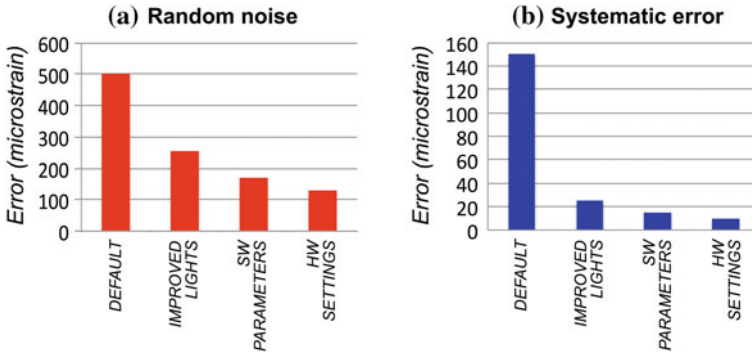 (a) Random noise
Error (microstrain)
600
500
400
300
200
100
0
DEFAULT
IMPROVED
LIGHTS
SW
PARAMETERS
HW
SETTINGS
(b) Systematic error
Error (microstrain)
160
140
120
100
80
60
40
20
0
DEFAULT
IMPROVED
LIGHTS
SW
PARAMETERS
HW
SETTINGS